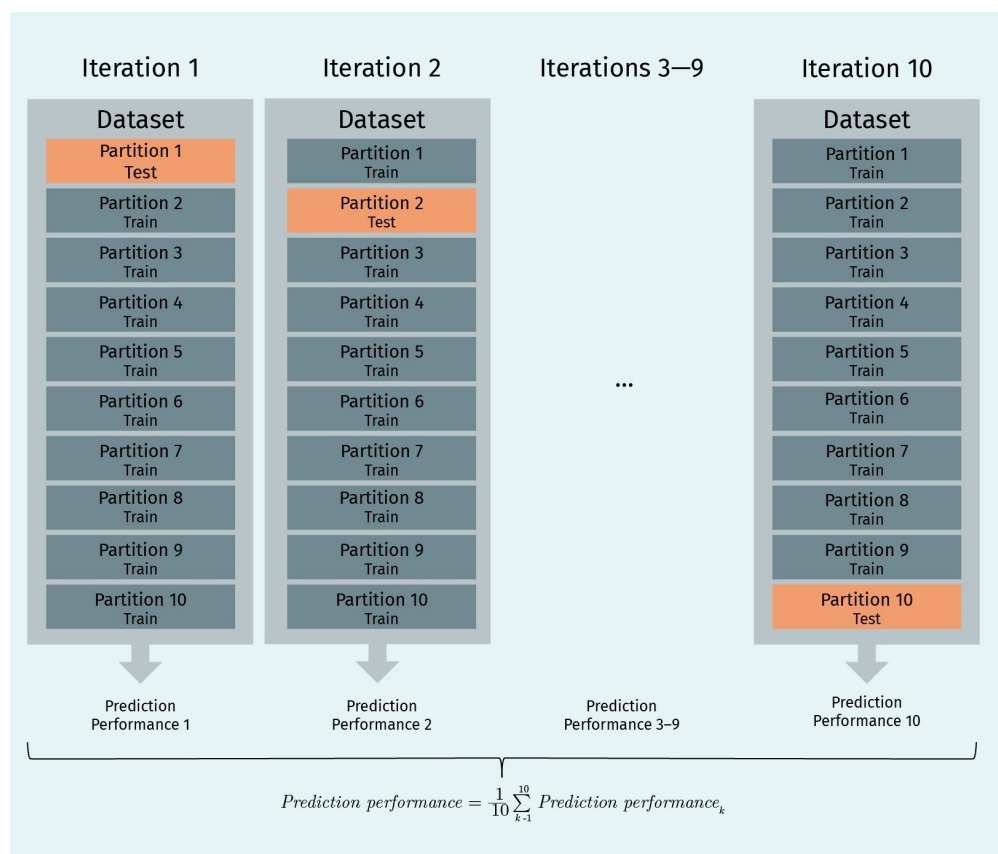 Iteration 1
Iteration 2
Iterations 3—9
Iteration 10
Dataset
Partition 1
Test
Partition 2
Train
Partition 3
Train
Partition 4
Train
Partition 5
Train
Partition 6
Train
Partition 7
Train
Partition 8
Train
Partition 9
Train
Partition 10
Train
Dataset
Partition 1
Train
Partition 2
Test
Partition 3
Train
Partition 4
Train
Partition 5
Train
Partition 6
Train
Partition 7
Train
Partition 8
Train
Partition 9
Train
Partition 10
Train
...
Dataset
Partition 1
Train
Partition 2
Train
Partition 3
Train
Partition 4
Train
Partition 5
Train
Partition 6
Train
Partition 7
Train
Partition 8
Train
Partition 9
Train
Partition 10
Test
Prediction
Performance 1
Prediction
Performance 2
Prediction
Performance 3–9
Prediction
Performance 10
Prediction performance = 1/10 ∑ k-1 10 Prediction performance k